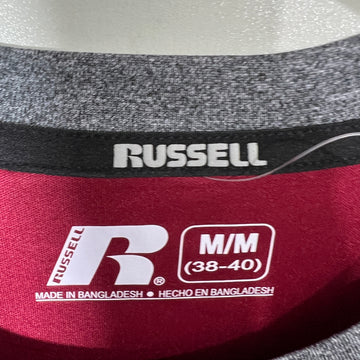 RUSSELL
RUSSELL
R®
M/M
(38-40)
MADE IN BANGLADESH • HECHO EN BANGLADESH